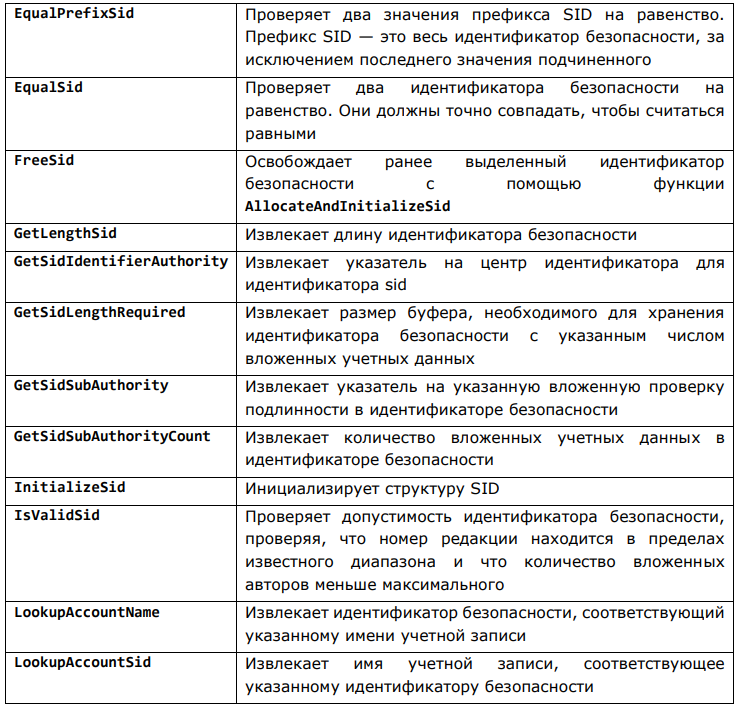 EqualPrefixSid
Проверяет два значения префикса SID на равенство.
Префикс SID — это весь идентификатор безопасности, за
исключением последнего значения подчиненного
EqualSid
Проверяет два идентификатора безопасности на
равенство. Они должны точно совпадать, чтобы считаться
равными
FreeSid
Освобождает ранее выделенный идентификатор
безопасности с помощью функции
AllocateAndInitializeSid
GetLengthSid
Извлекает длину идентификатора безопасности
GetSidIdentifierAuthority
Извлекает указатель на центр идентификатора для
идентификатора sid
GetSidLengthRequired
Извлекает размер буфера, необходимого для хранения
идентификатора безопасности с указанным числом
вложенных учетных данных
GetSidSubAuthority
Извлекает указатель на указанную вложенную проверку
подлинности в идентификаторе безопасности
GetSidSubAuthorityCount
Извлекает количество вложенных учетных данных в
идентификаторе безопасности
InitializeSid
Инициализирует структуру SID
IsValidSid
Проверяет допустимость идентификатора безопасности,
проверяя, что номер редакции находится в пределах
известного диапазона и что количество вложенных
авторов меньше максимального
LookupAccountName
Извлекает идентификатор безопасности, соответствующий
указанному имени учетной записи
LookupAccountSid
Извлекает имя учетной записи, соответствующее
указанному идентификатору безопасности